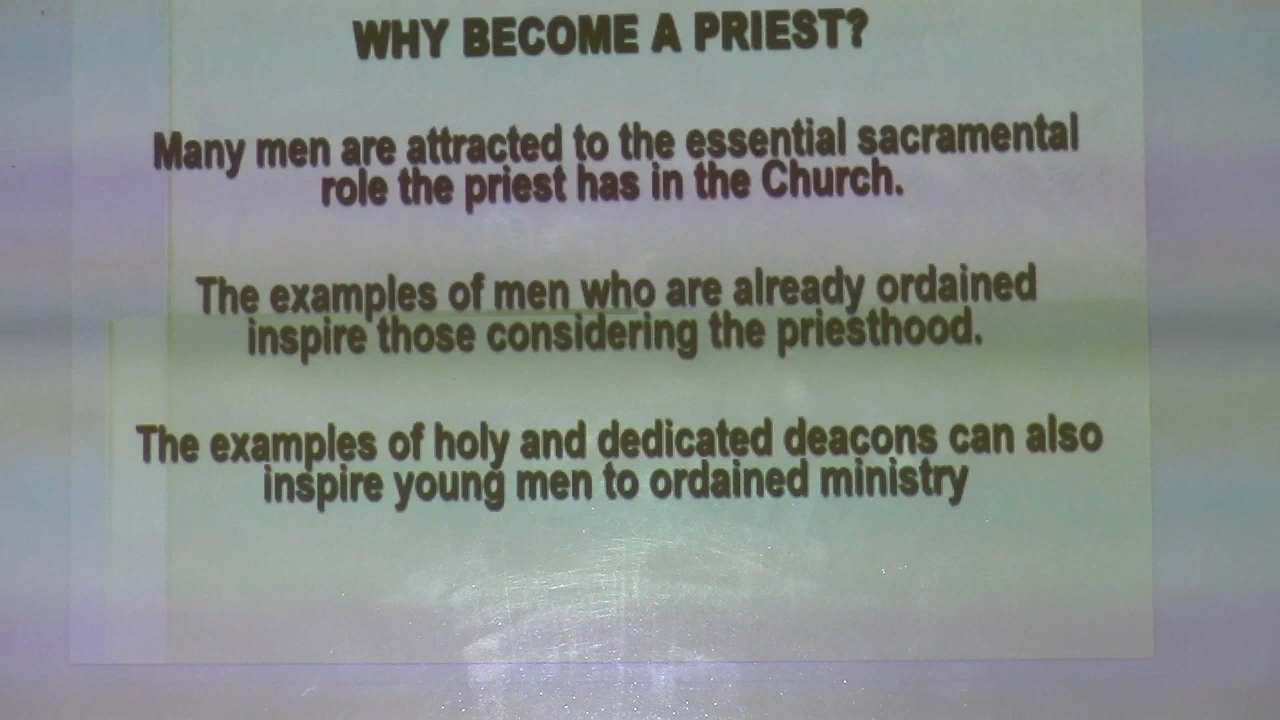 WHY BECOME A PRIEST?
Many men are attracted to the essential sacramental
role the priest has in the Church.
The examples of men who are already ordained
inspire those considering the priesthood.
The examples of holy and dedicated deacons can also
inspire young men to ordained ministry